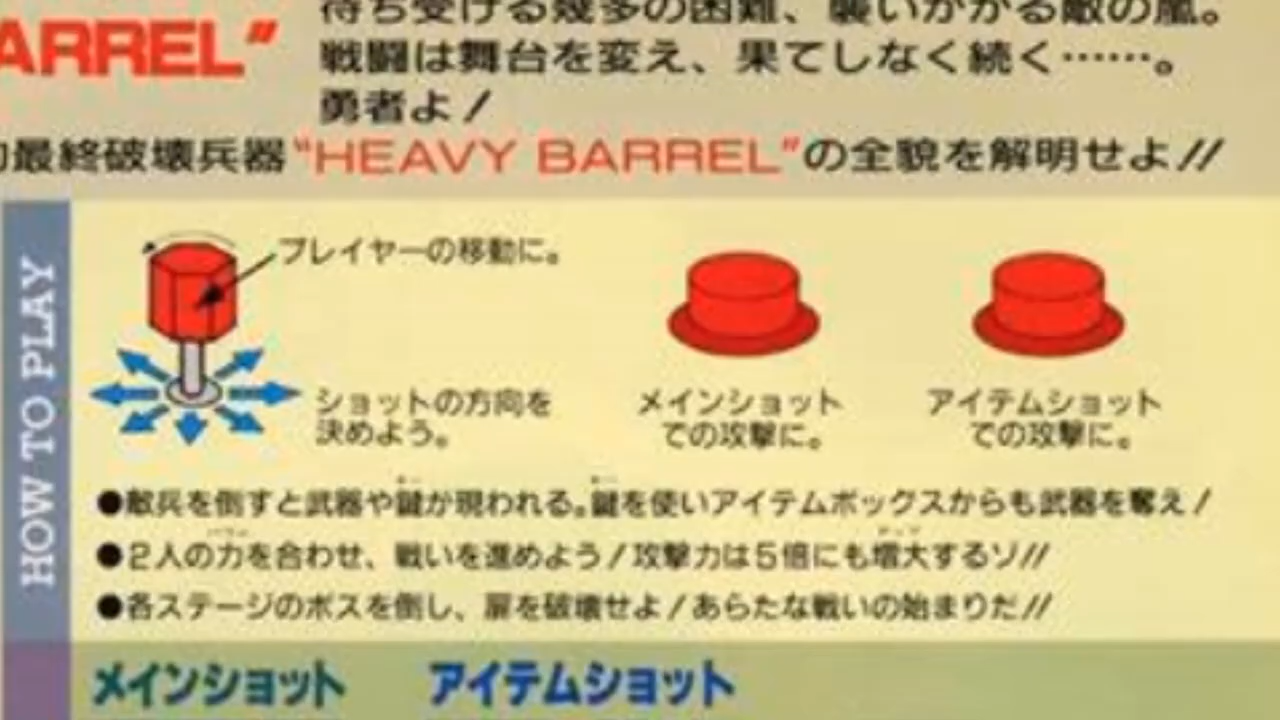 ARREL"
待ち受ける幾多の困難、襲いかかる敵の嵐。
戦闘は舞台を変え、果てしなく続く……。
勇者よ！
最終破壊兵器"HEAVY BARREL"の全貌を解明せよ!!
HOW TO PLAY
プレイヤーの移動に。
ショットの方向を
決めよう。
メインショット
での攻撃に。
アイテムショット
での攻撃に。
●敵兵を倒すと武器や鍵が現われる。鍵を使いアイテムボックスからも武器を奪え！
●2人の力を合わせ、戦いを進めよう！攻撃力は5倍にも増大するゾ!!
●各ステージのボスを倒し、扉を破壊せよ！あらたな戦いの始まりだ!!
メインショット
アイテムショット